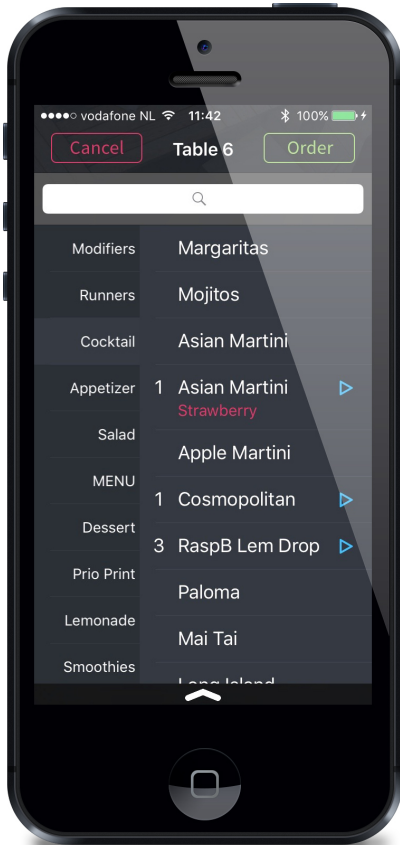 vodafone NL 11:42 100%
Cancel Table 6 Order
Modifiers Margaritas
Runners Mojitos
Cocktail Asian Martini
Appetizer 1 Asian Martini
Strawberry
Salad Apple Martini
MENU 1 Cosmopolitan
Dessert 3 RaspB Lem Drop
Prio Print Paloma
Lemonade Mai Tai
Smoothies Long Island